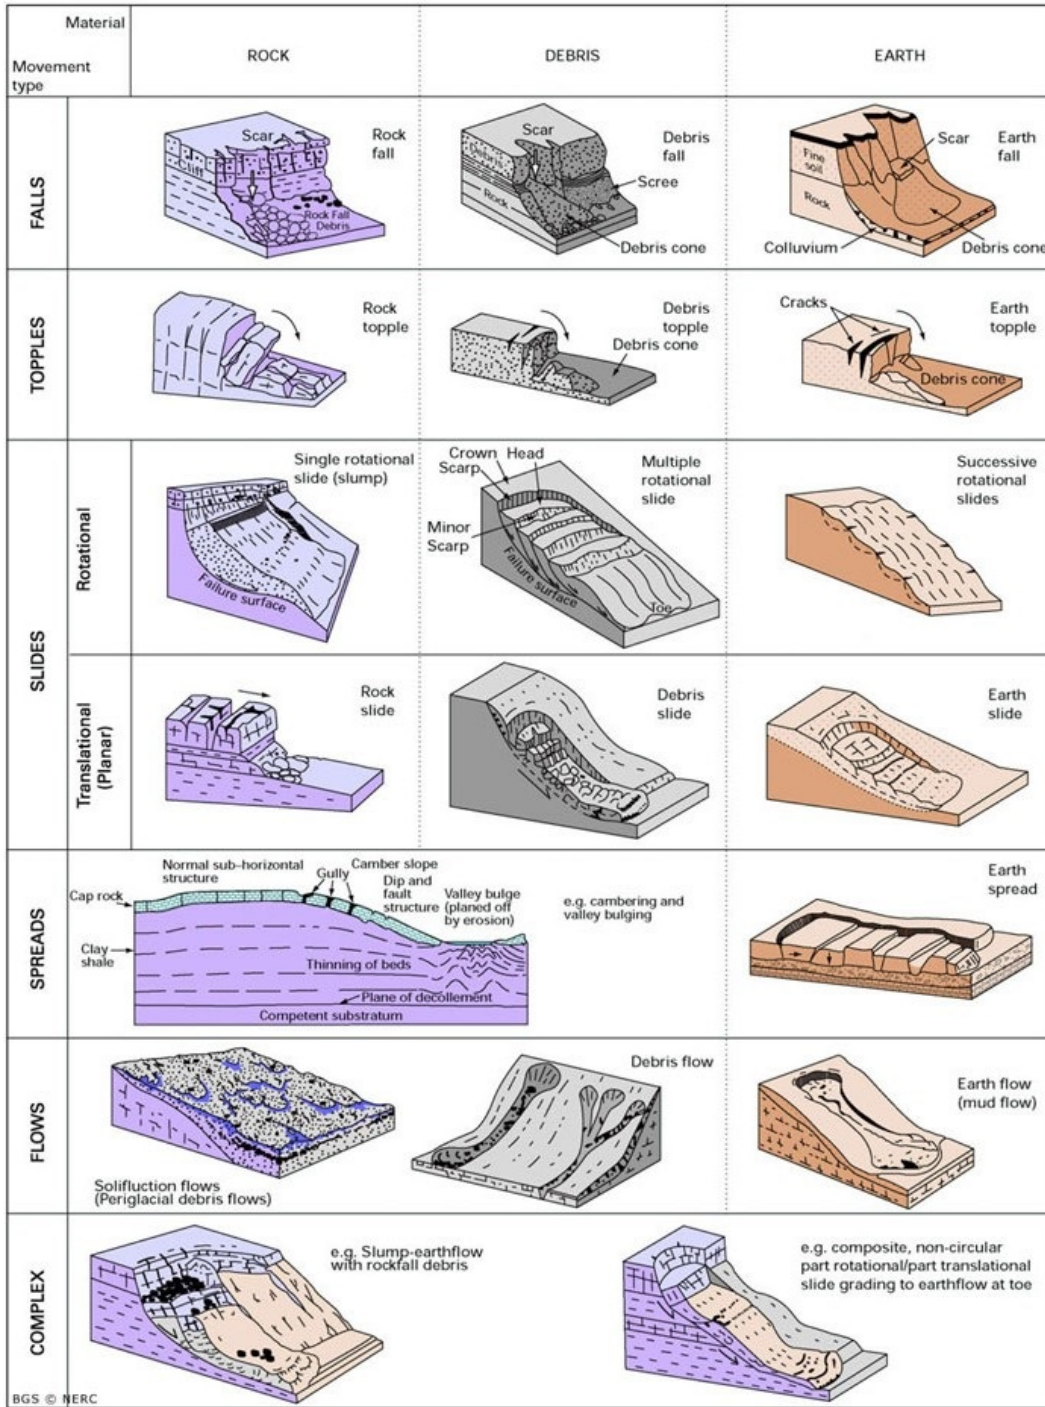 Material
Movement
type
ROCK
DEBRIS
EARTH
FALLS
Scar
Cliff
Rock Fall
Debris
Rock
fall
Scar
Debris
Rock
Debris
fall
Scree
Debris cone
Fine
soil
Rock
Scar
Earth
fall
Colluvium
Debris cone
TOPPLES
Rock
topple
Debris
topple
Debris cone
Cracks
Earth
topple
Debris cone
SLIDES
Rotational
Single rotational
slide (slump)
Failure surface
Crown
Head
Scarp
Minor
Scarp
Failure surface
Toe
Multiple
rotational
slide
Successive
rotational
slides
Translational
(Planar)
Rock
slide
Debris
slide
Earth
slide
SPREADS
Normal sub-horizontal
structure
Cap rock
Gully
Camber slope
Dip and
fault
structure
Valley bulge
(planed off
by erosion)
Clay
shale
Thinning of beds
Plane of decollement
Competent substratum
e.g. cambering and
valley bulging
Earth
spread
FLOWS
Solifluction flows
(Periglacial debris flows)
Debris flow
Earth flow
(mud flow)
COMPLEX
e.g. Slump-earthflow
with rockfall debris
e.g. composite, non-circular
part rotational/part translational
slide grading to earthflow at toe
BGS © NERC